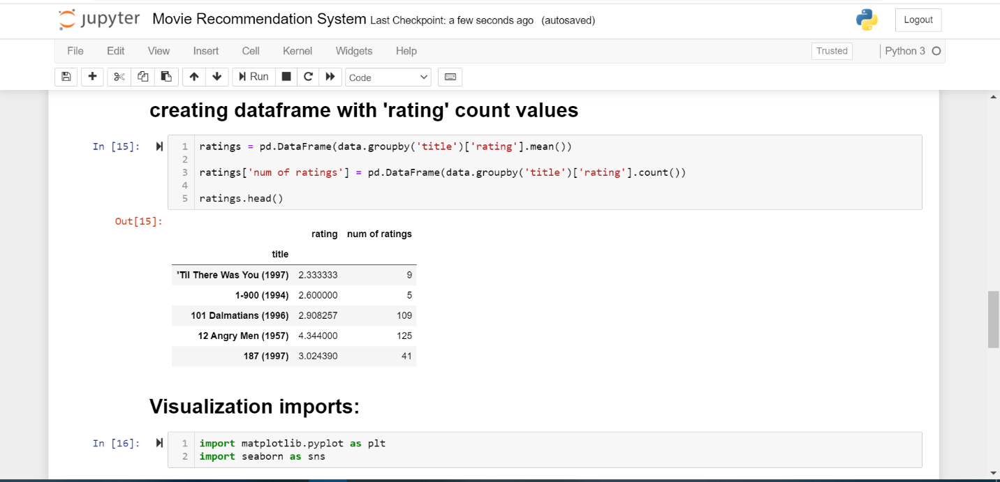 jupyter Movie Recommendation System Last Checkpoint: a few seconds ago (autosaved) Logout
File Edit View Insert Cell Kernel Widgets Help Trusted Python 3
Run Code
creating dataframe with 'rating' count values
In [15]: 1 ratings = pd.DataFrame(data.groupby('title')['rating'].mean())
2
3 ratings['num of ratings'] = pd.DataFrame(data.groupby('title')['rating'].count())
4
5 ratings.head()
Out[15]:
rating num of ratings
title
'Til There Was You (1997) 2.333333 9
1-900 (1994) 2.600000 5
101 Dalmatians (1996) 2.908257 109
12 Angry Men (1957) 4.344000 125
187 (1997) 3.024390 41
Visualization imports:
In [16]: 1 import matplotlib.pyplot as plt
2 import seaborn as sns